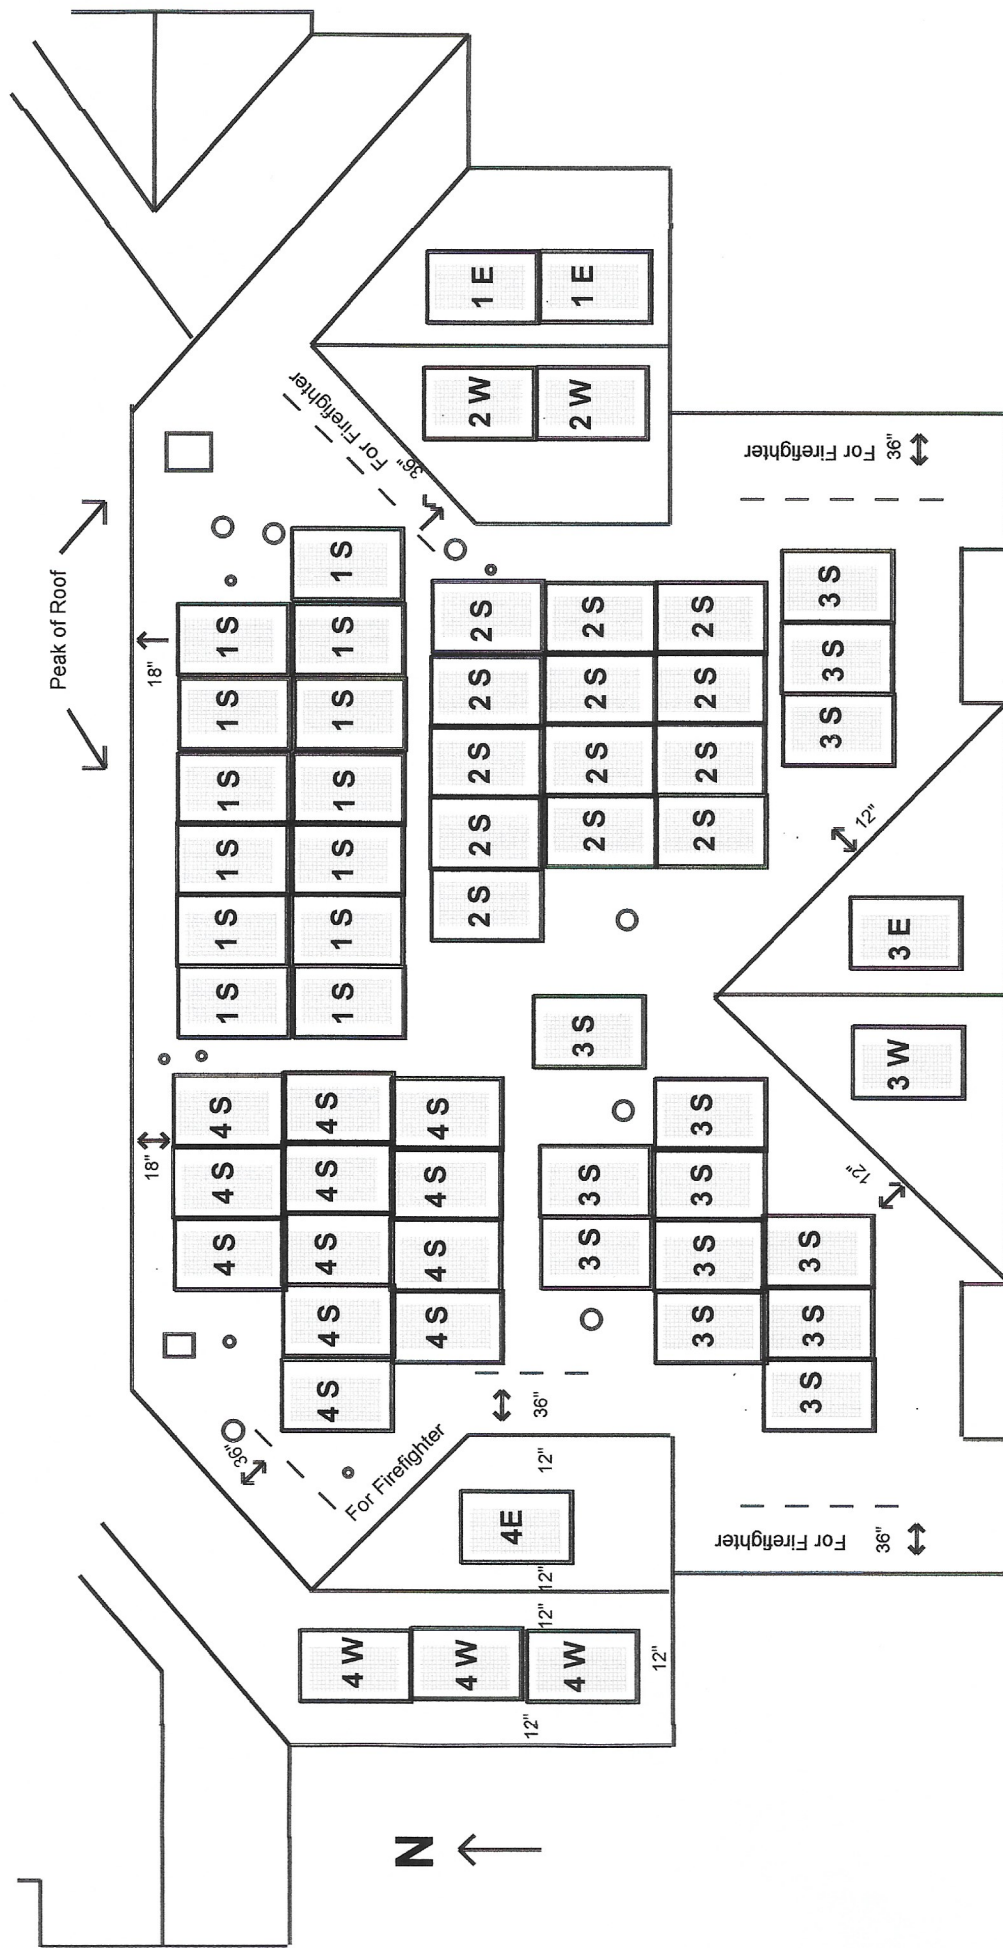 Peak of Roof
18"
18"
4 S 4 S 4 S 1 S 1 S 1 S 1 S 1 S 1 S
36"
4 W 4 S 4 S 4 S 4 S 4 S 1 S 1 S 1 S 1 S 1 S 1 S 1 S
For Firefighter
For Firefighter
36"
N
4 W 4 S 4 S 4 S 4 S 2 S 2 S 2 S 2 S 2 S 2 W 1 E
4E
12" 12" 12" 12" 36"
4 W 3 S 3 S 3 S 2 S 2 S 2 S 2 S 2 W 1 E
12"
3 S 3 S 3 S 3 S 2 S 2 S 2 S 2 S
For Firefighter
3 S 3 S 3 S
3 S 3 S 3 S
For Firefighter
12"
12"
36"
3 W 3 E
36"